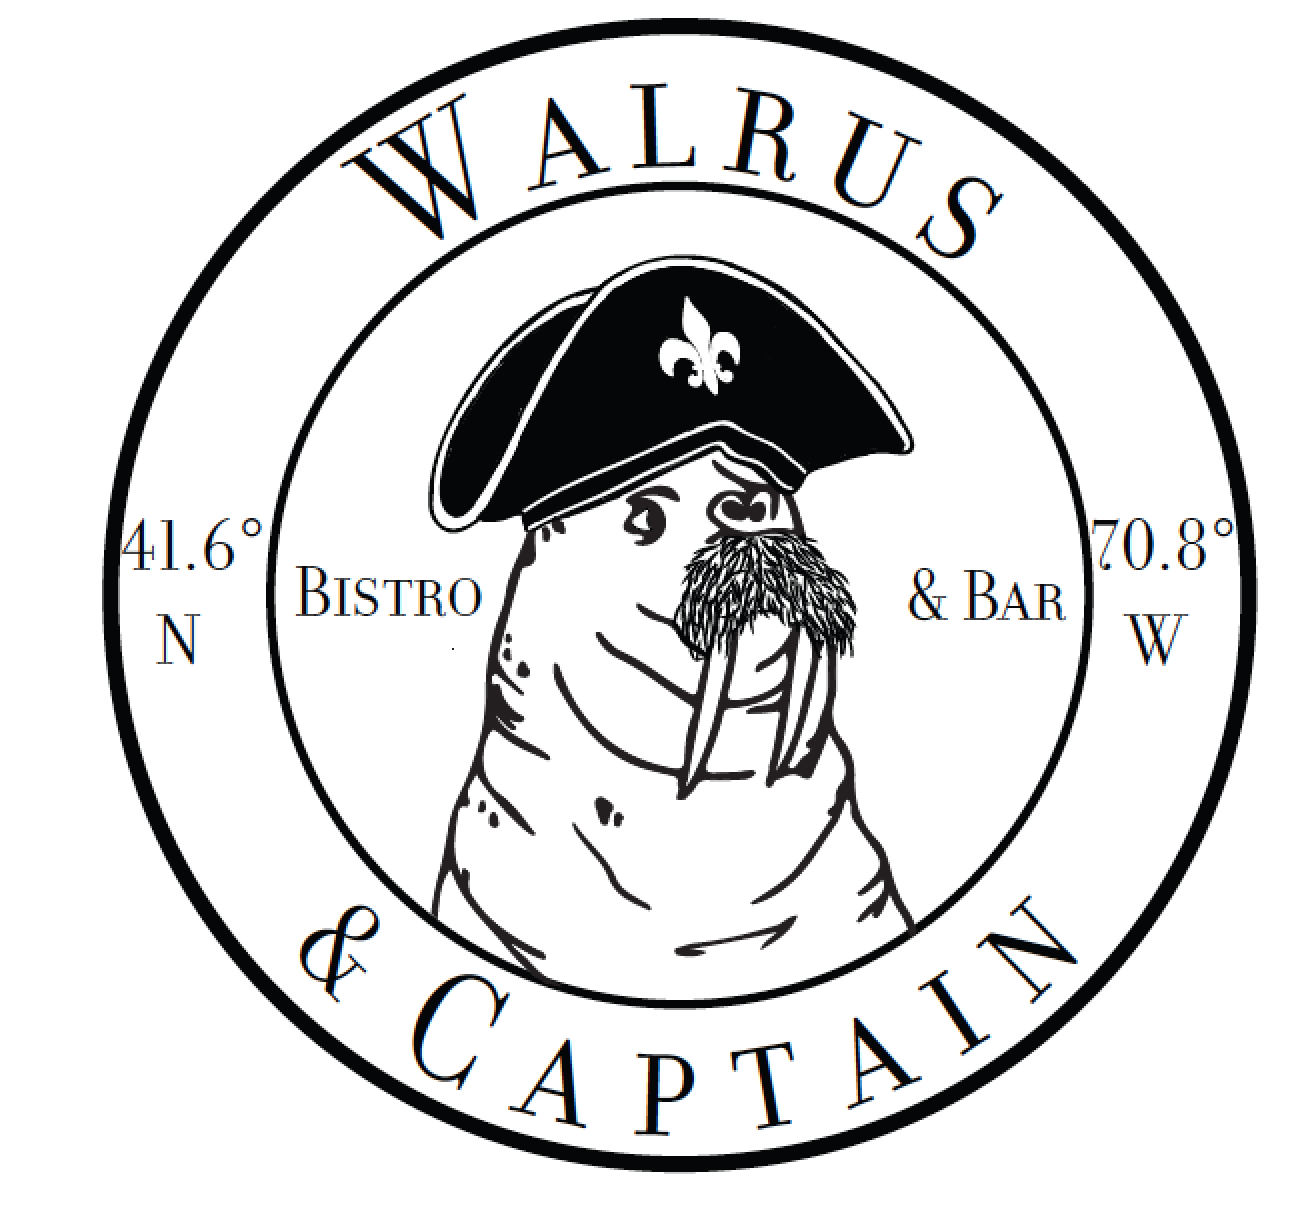 WALRUS
41.6°
N
BISTRO
& BAR
70.8°
W
& CAPTAIN